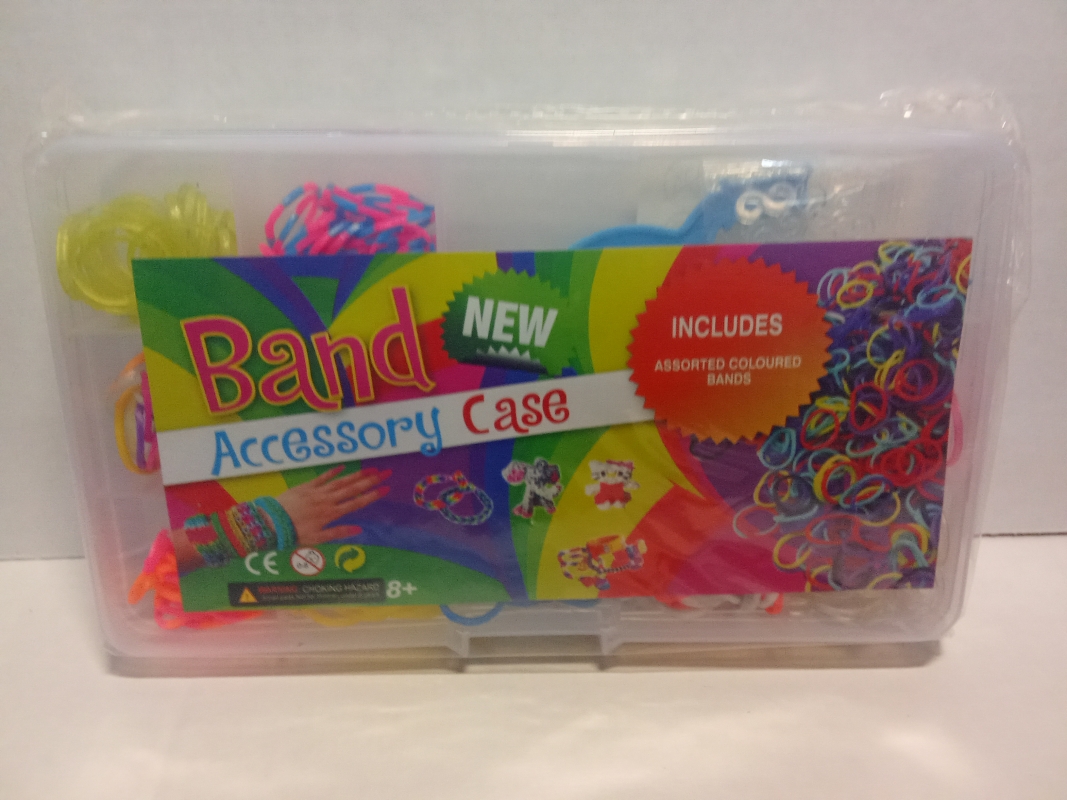 Band
NEW
Accessory Case
INCLUDES
ASSORTED COLOURED
BANDS
CE
WARNING: CHOKING HAZARD
8+